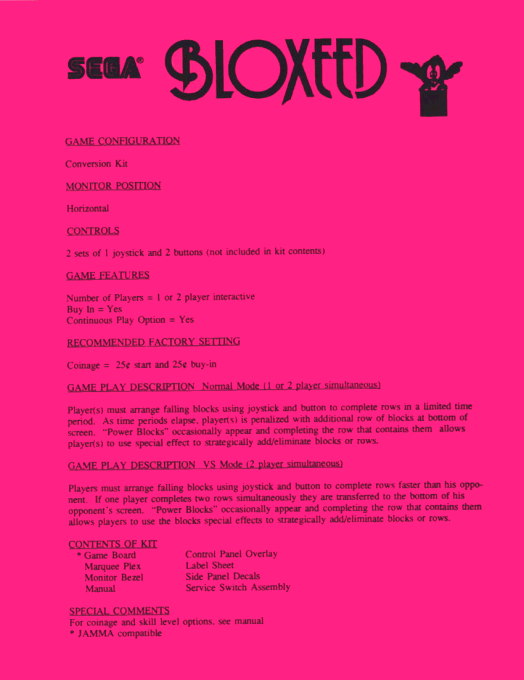 SEGA® BLOXEED
GAME CONFIGURATION
Conversion Kit
MONITOR POSITION
Horizontal
CONTROLS
2 sets of 1 joystick and 2 buttons (not included in kit contents)
GAME FEATURES
Number of Players = 1 or 2 player interactive
Buy In = Yes
Continuous Play Option = Yes
RECOMMENDED FACTORY SETTING
Coinage = 25¢ start and 25¢ buy-in
GAME PLAY DESCRIPTION Normal Mode (1 or 2 player simultaneous)
Player(s) must arrange falling blocks using joystick and button to complete rows in a limited time
period. As time periods elapse, player(s) is penalized with additional row of blocks at bottom of
screen. "Power Blocks" occasionally appear and completing the row that contains them allows
player(s) to use special effect to strategically add/eliminate blocks or rows.
GAME PLAY DESCRIPTION VS Mode (2 player simultaneous)
Players must arrange falling blocks using joystick and button to complete rows faster than his oppo-
nent. If one player completes two rows simultaneously they are transferred to the bottom of his
opponent's screen. "Power Blocks" occasionally appear and completing the row that contains them
allows players to use the blocks special effects to strategically add/eliminate blocks or rows.
CONTENTS OF KIT
* Game Board Control Panel Overlay
Marquee Plex Label Sheet
Monitor Bezel Side Panel Decals
Manual Service Switch Assembly
SPECIAL COMMENTS
For coinage and skill level options, see manual
* JAMMA compatible